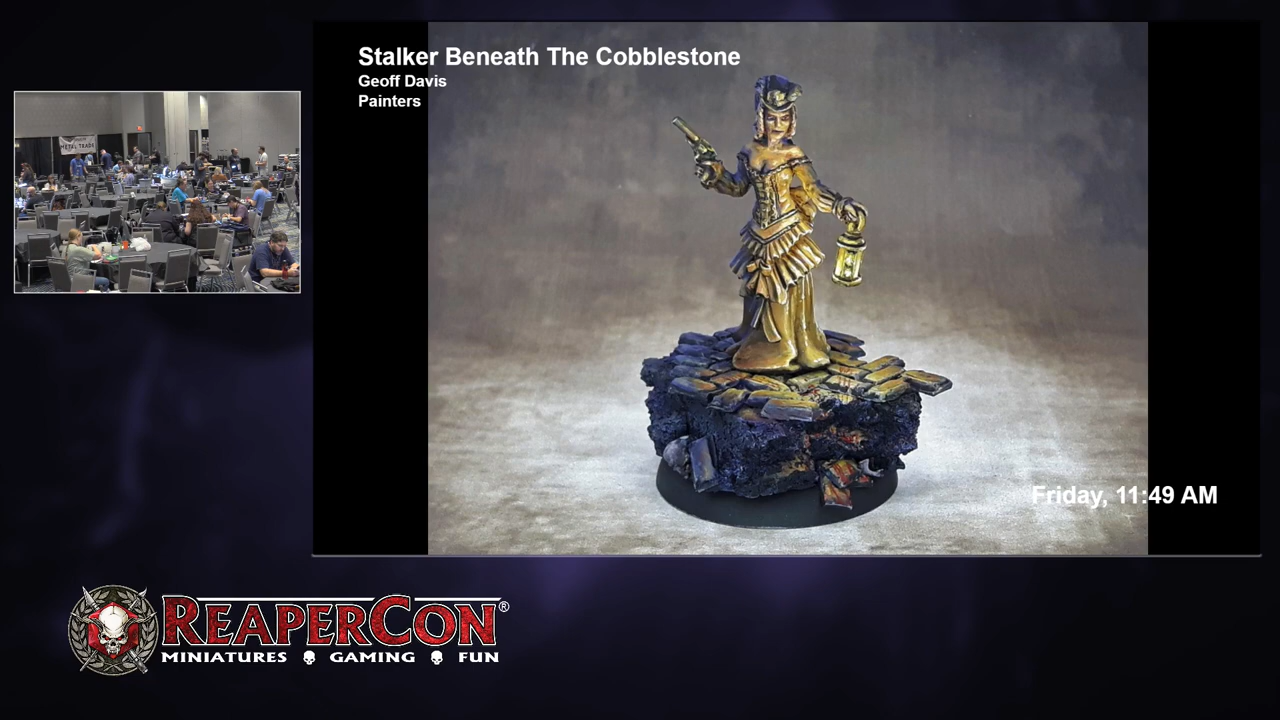 Stalker Beneath The Cobblestone
Geoff Davis
Painters
METAL TRADE
Friday, 11:49 AM
REAPERCON®
MINIATURES GAMING FUN